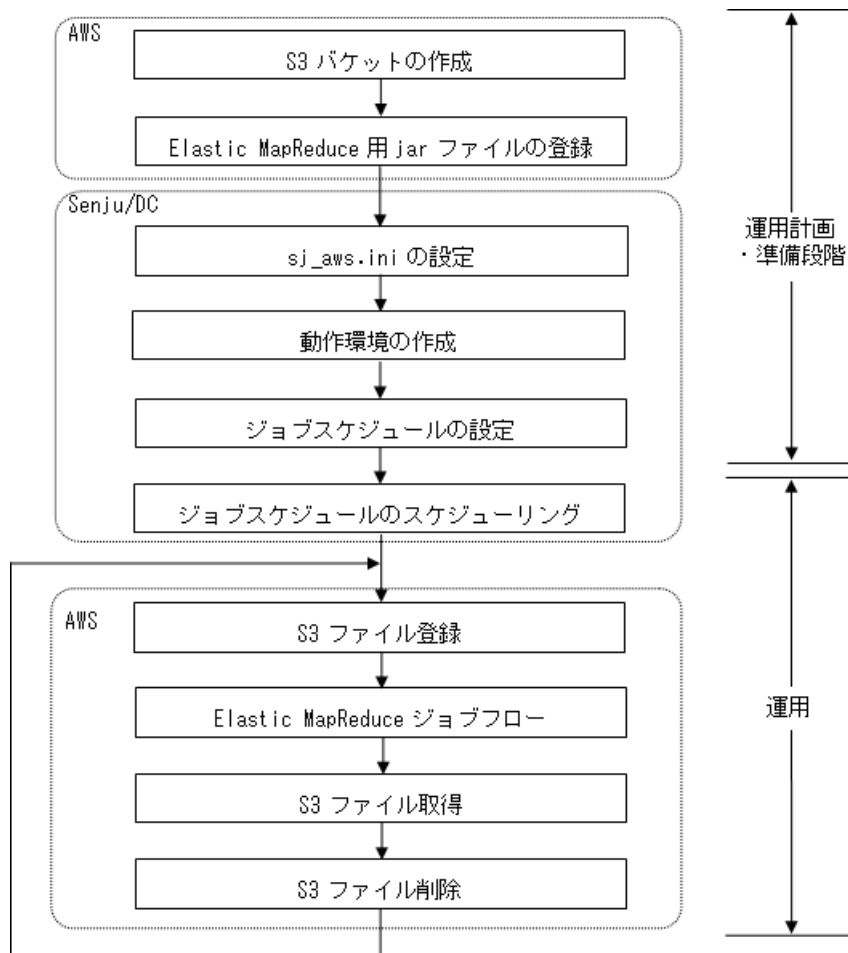 AWS
S3 バケットの作成
Elastic MapReduce 用 jar ファイルの登録
Senju/DC
sj_aws.ini の設定
動作環境の作成
ジョブスケジュールの設定
ジョブスケジュールのスケジューリング
運用計画
・準備段階
AWS
S3 ファイル登録
Elastic MapReduce ジョブフロー
S3 ファイル取得
S3 ファイル削除
運用